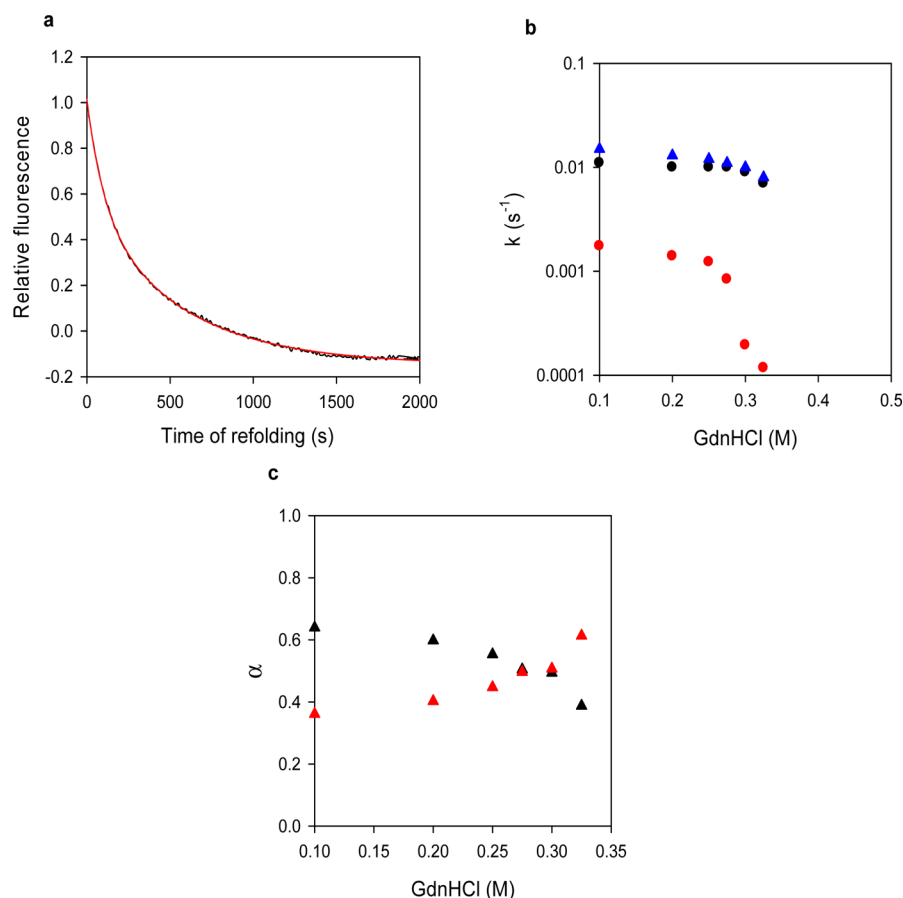 a
1.2
1.0
0.8
0.6
0.4
0.2
0.0
-0.2
Relative fluorescence
0 500 1000 1500 2000
Time of refolding (s)
b
0.1
0.01
0.001
0.0001
k (s⁻¹)
0.1 0.2 0.3 0.4 0.5
GdnHCl (M)
c
1.0
0.8
0.6
0.4
0.2
0.0
α
0.10 0.15 0.20 0.25 0.30 0.35
GdnHCl (M)